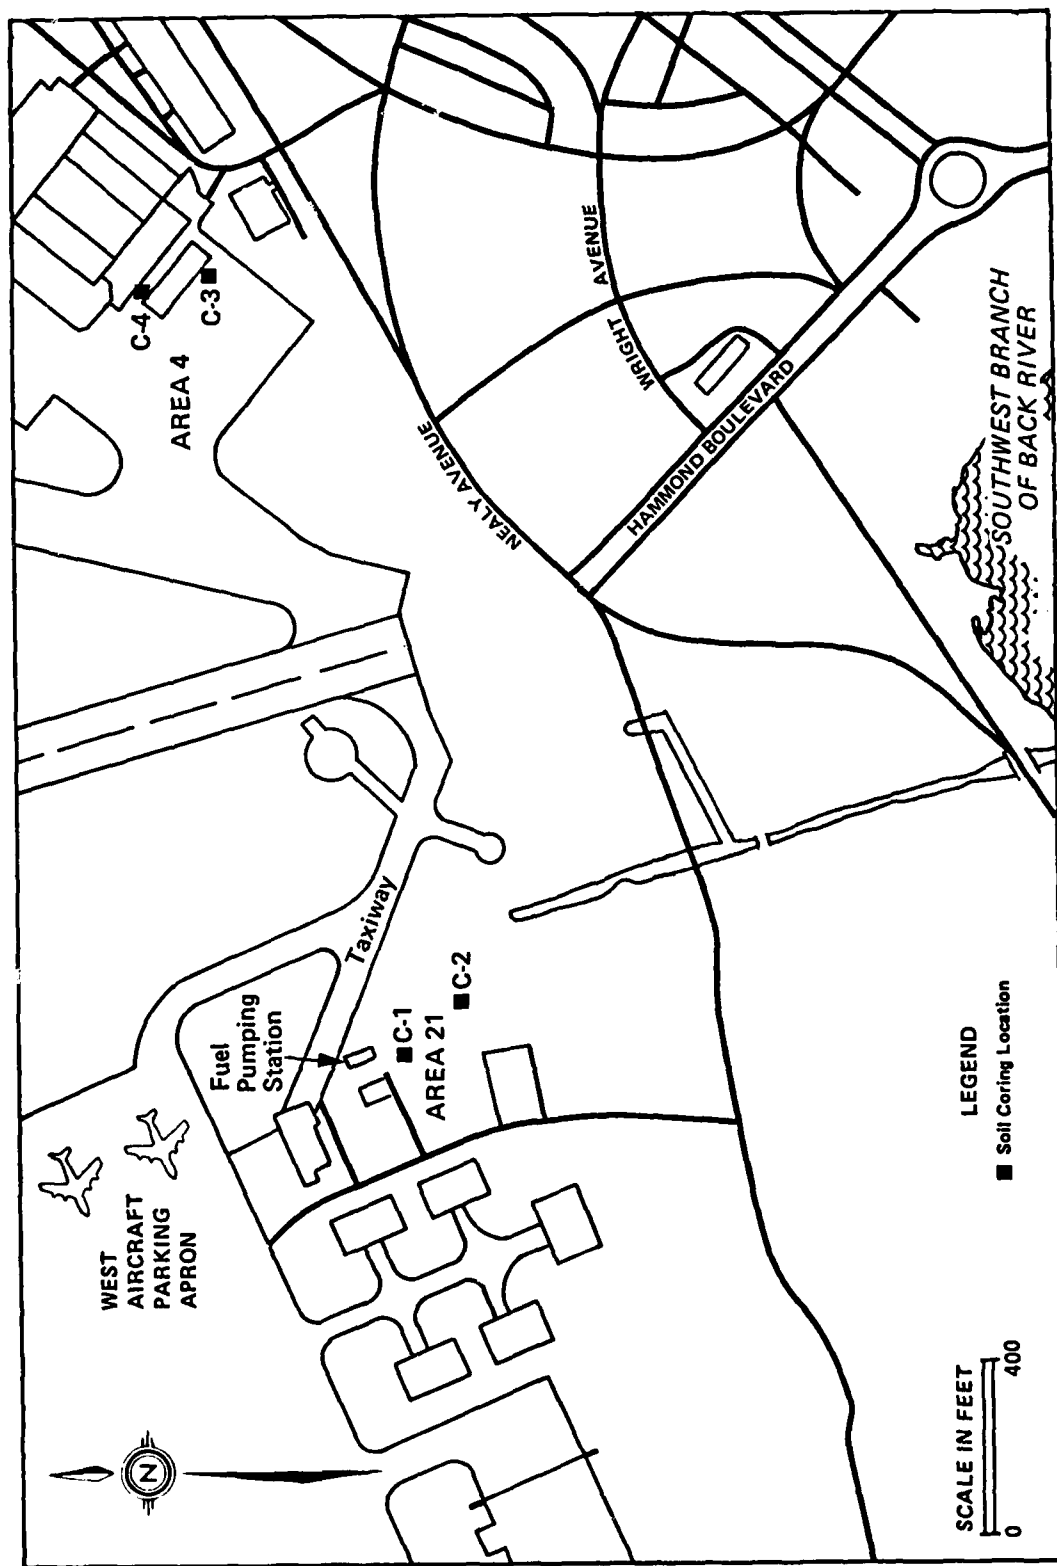 WEST
AIRCRAFT
PARKING
APRON
N
Fuel
Pumping
Station
Taxiway
C-1
AREA 21
C-2
C-4
C-3
AREA 4
NEALY AVENUE
WRIGHT AVENUE
HAMMOND BOULEVARD
SOUTHWEST BRANCH
OF BACK RIVER
LEGEND
Soil Coring Location
SCALE IN FEET
0 400